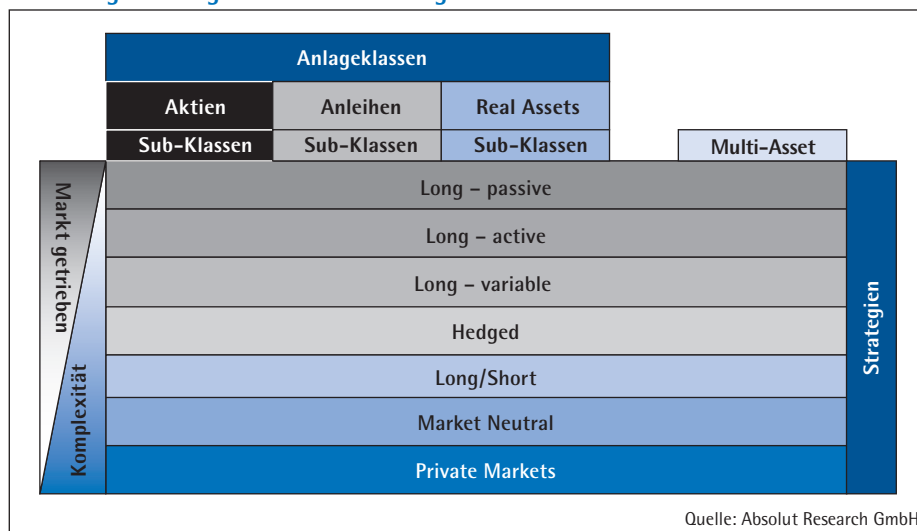 Anlageklassen
Aktien
Anleihen
Real Assets
Sub-Klassen
Sub-Klassen
Sub-Klassen
Multi-Asset
Markt getrieben
Komplexität
Long – passive
Long – active
Long – variable
Hedged
Long/Short
Market Neutral
Private Markets
Strategien
Quelle: Absolut Research GmbH